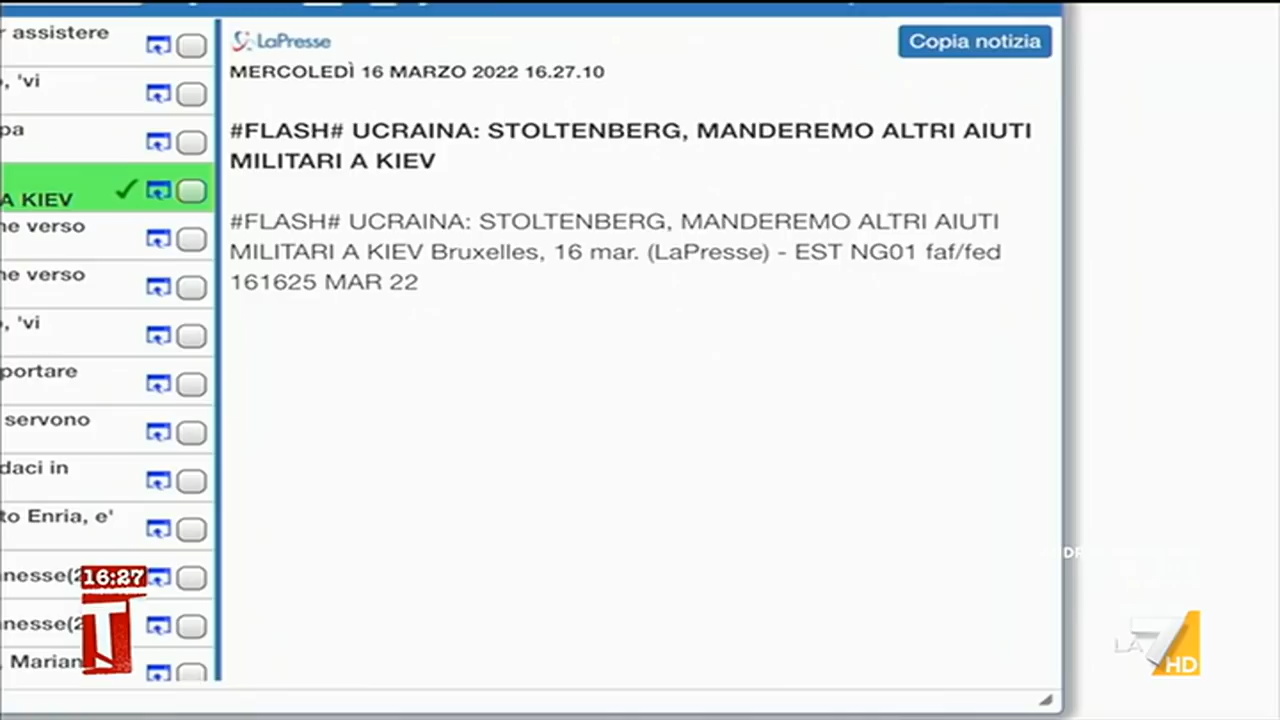 r assistere
, 'vi
pa
A KIEV
ne verso
ne verso
, 'vi
portare
servono
daci in
to Enria, e'
nesse(2
nesse(2
, Marian
LaPresse
Copia notizia
MERCOLEDÌ 16 MARZO 2022 16.27.10
#FLASH# UCRAINA: STOLTENBERG, MANDEREMO ALTRI AIUTI
MILITARI A KIEV
#FLASH# UCRAINA: STOLTENBERG, MANDEREMO ALTRI AIUTI
MILITARI A KIEV Bruxelles, 16 mar. (LaPresse) - EST NG01 faf/fed
161625 MAR 22
16:27
T
LA7
HD